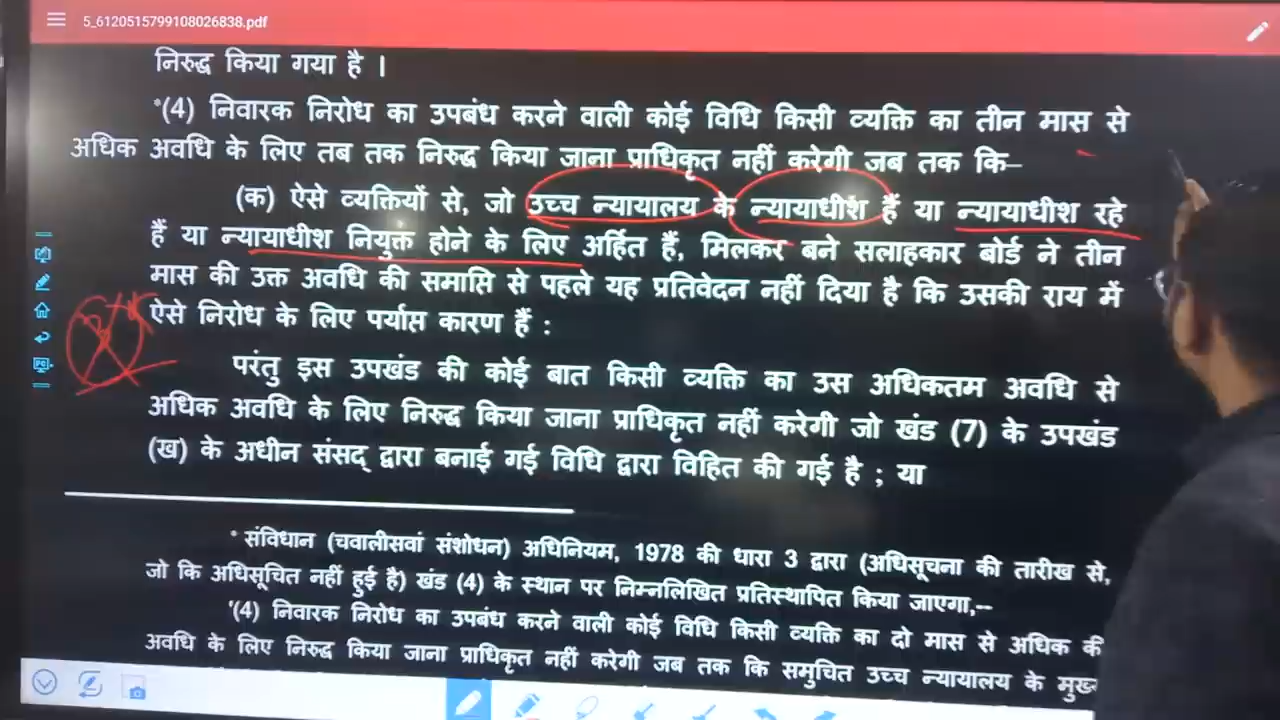 5_6120515799108026838.pdf
निरुद्ध किया गया है ।
*(4) निवारक निरोध का उपबंध करने वाली कोई विधि किसी व्यक्ति का तीन मास से
अधिक अवधि के लिए तब तक निरुद्ध किया जाना प्राधिकृत नहीं करेगी जब तक कि–
(क) ऐसे व्यक्तियों से, जो उच्च न्यायालय के न्यायाधीश हैं या न्यायाधीश रहे
हैं या न्यायाधीश नियुक्त होने के लिए अर्हित हैं, मिलकर बने सलाहकार बोर्ड ने तीन
मास की उक्त अवधि की समाप्ति से पहले यह प्रतिवेदन नहीं दिया है कि उसकी राय में
ऐसे निरोध के लिए पर्याप्त कारण हैं :
परंतु इस उपखंड की कोई बात किसी व्यक्ति का उस अधिकतम अवधि से
अधिक अवधि के लिए निरुद्ध किया जाना प्राधिकृत नहीं करेगी जो खंड (7) के उपखंड
(ख) के अधीन संसद् द्वारा बनाई गई विधि द्वारा विहित की गई है ; या
* संविधान (चवालीसवां संशोधन) अधिनियम, 1978 की धारा 3 द्वारा (अधिसूचना की तारीख से,
जो कि अधिसूचित नहीं हुई है) खंड (4) के स्थान पर निम्नलिखित प्रतिस्थापित किया जाएगा,--
'(4) निवारक निरोध का उपबंध करने वाली कोई विधि किसी व्यक्ति का दो मास से अधिक की
अवधि के लिए निरुद्ध किया जाना प्राधिकृत नहीं करेगी जब तक कि समुचित उच्च न्यायालय के